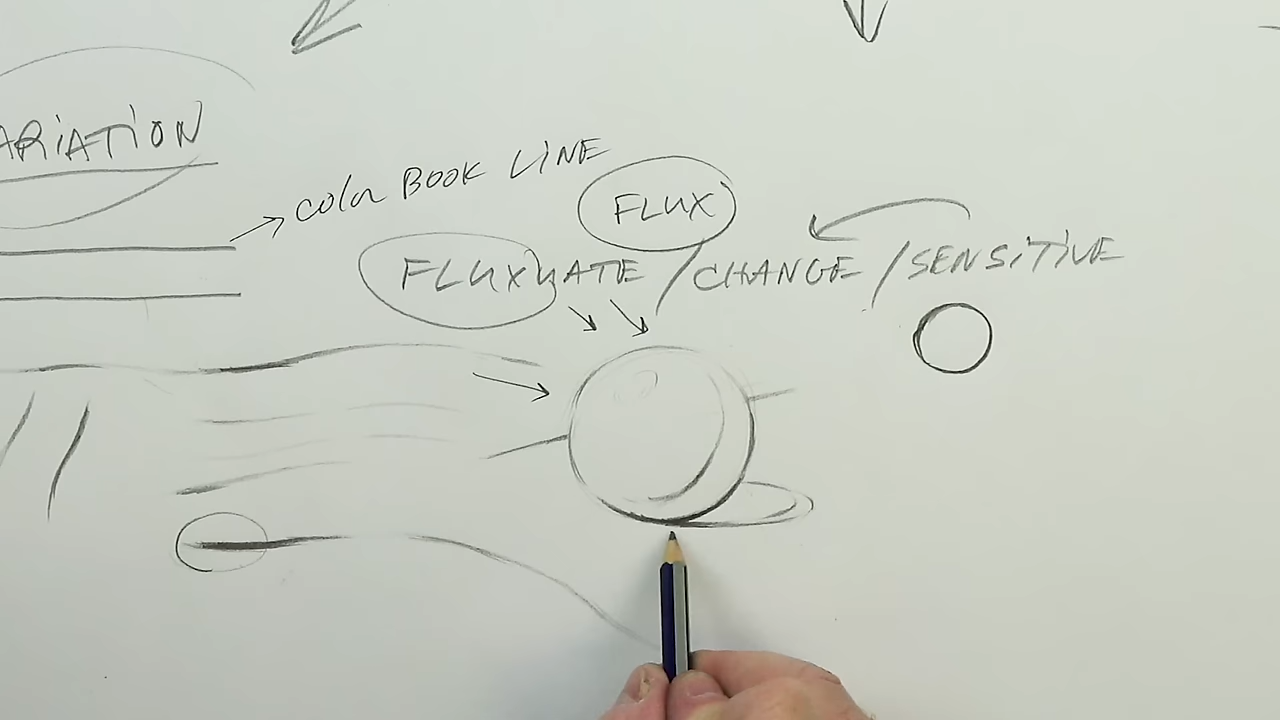 ARIATION
Color BOOK LINE
FLUX
FLUXUATE / CHANGE / SENSITIVE